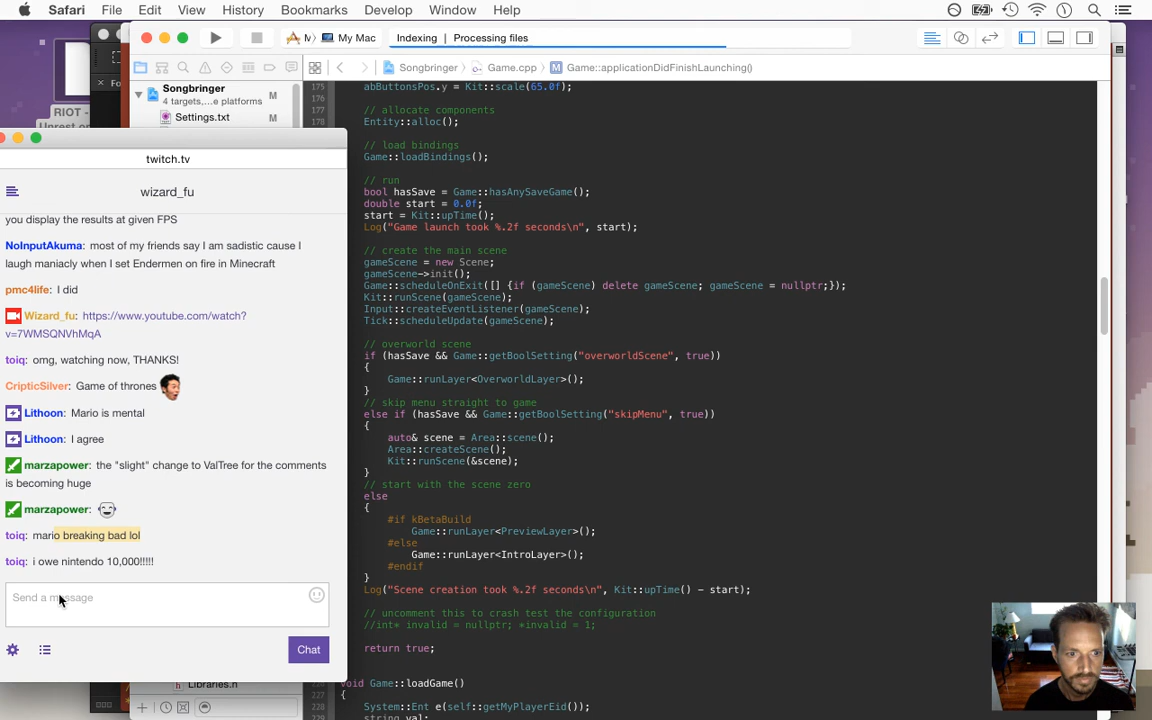 Safari File Edit View History Bookmarks Develop Window Help
My Mac
Indexing | Processing files
Songbringer
Game.cpp
Game::applicationDidFinishLaunching()
Songbringer M
4 targets,...e platforms
Settings.txt M
RIOT -
twitch.tv
wizard_fu
you display the results at given FPS
NoInputAkuma: most of my friends say I am sadistic cause I
laugh maniacly when I set Endermen on fire in Minecraft
pmc4life: I did
Wizard_fu: https://www.youtube.com/watch?
v=7WMSQNVhMqA
toiq: omg, watching now, THANKS!
CripticSilver: Game of thrones
Lithoon: Mario is mental
Lithoon: I agree
marzapower: the "slight" change to ValTree for the comments
is becoming huge
marzapower:
toiq: mario breaking bad lol
toiq: i owe nintendo 10,000!!!!!
Send a message
Chat
Libraries.h
175 abButtonsPos.y = Kit::scale(65.0f);
176
177 // allocate components
178 Entity::alloc();
// load bindings
Game::loadBindings();
// run
bool hasSave = Game::hasAnySaveGame();
double start = 0.0f;
start = Kit::upTime();
Log("Game launch took %.2f seconds\n", start);
// create the main scene
gameScene = new Scene;
gameScene->init();
Game::scheduleOnExit([] {if (gameScene) delete gameScene; gameScene = nullptr;});
Kit::runScene(gameScene);
Input::createEventListener(gameScene);
Tick::scheduleUpdate(gameScene);
// overworld scene
if (hasSave && Game::getBoolSetting("overworldScene", true))
{
Game::runLayer<OverworldLayer>();
}
// skip menu straight to game
else if (hasSave && Game::getBoolSetting("skipMenu", true))
{
auto& scene = Area::scene();
Area::createScene();
Kit::runScene(&scene);
}
// start with the scene zero
else
{
#if kBetaBuild
Game::runLayer<PreviewLayer>();
#else
Game::runLayer<IntroLayer>();
#endif
}
Log("Scene creation took %.2f seconds\n", Kit::upTime() - start);
// uncomment this to crash test the configuration
//int* invalid = nullptr; *invalid = 1;
return true;
void Game::loadGame()
227 {
228 System::Ent e(self::getMyPlayerEid());
229 string val;